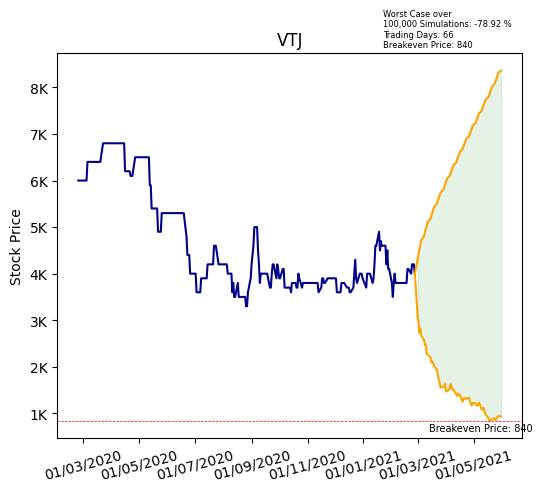 Worst Case over
100,000 Simulations: -78.92 %
Trading Days: 66
Breakeven Price: 840
VTJ
Stock Price
8K
7K
6K
5K
4K
3K
2K
1K
Breakeven Price: 840
01/03/2020
01/05/2020
01/07/2020
01/09/2020
01/11/2020
01/01/2021
01/03/2021
01/05/2021